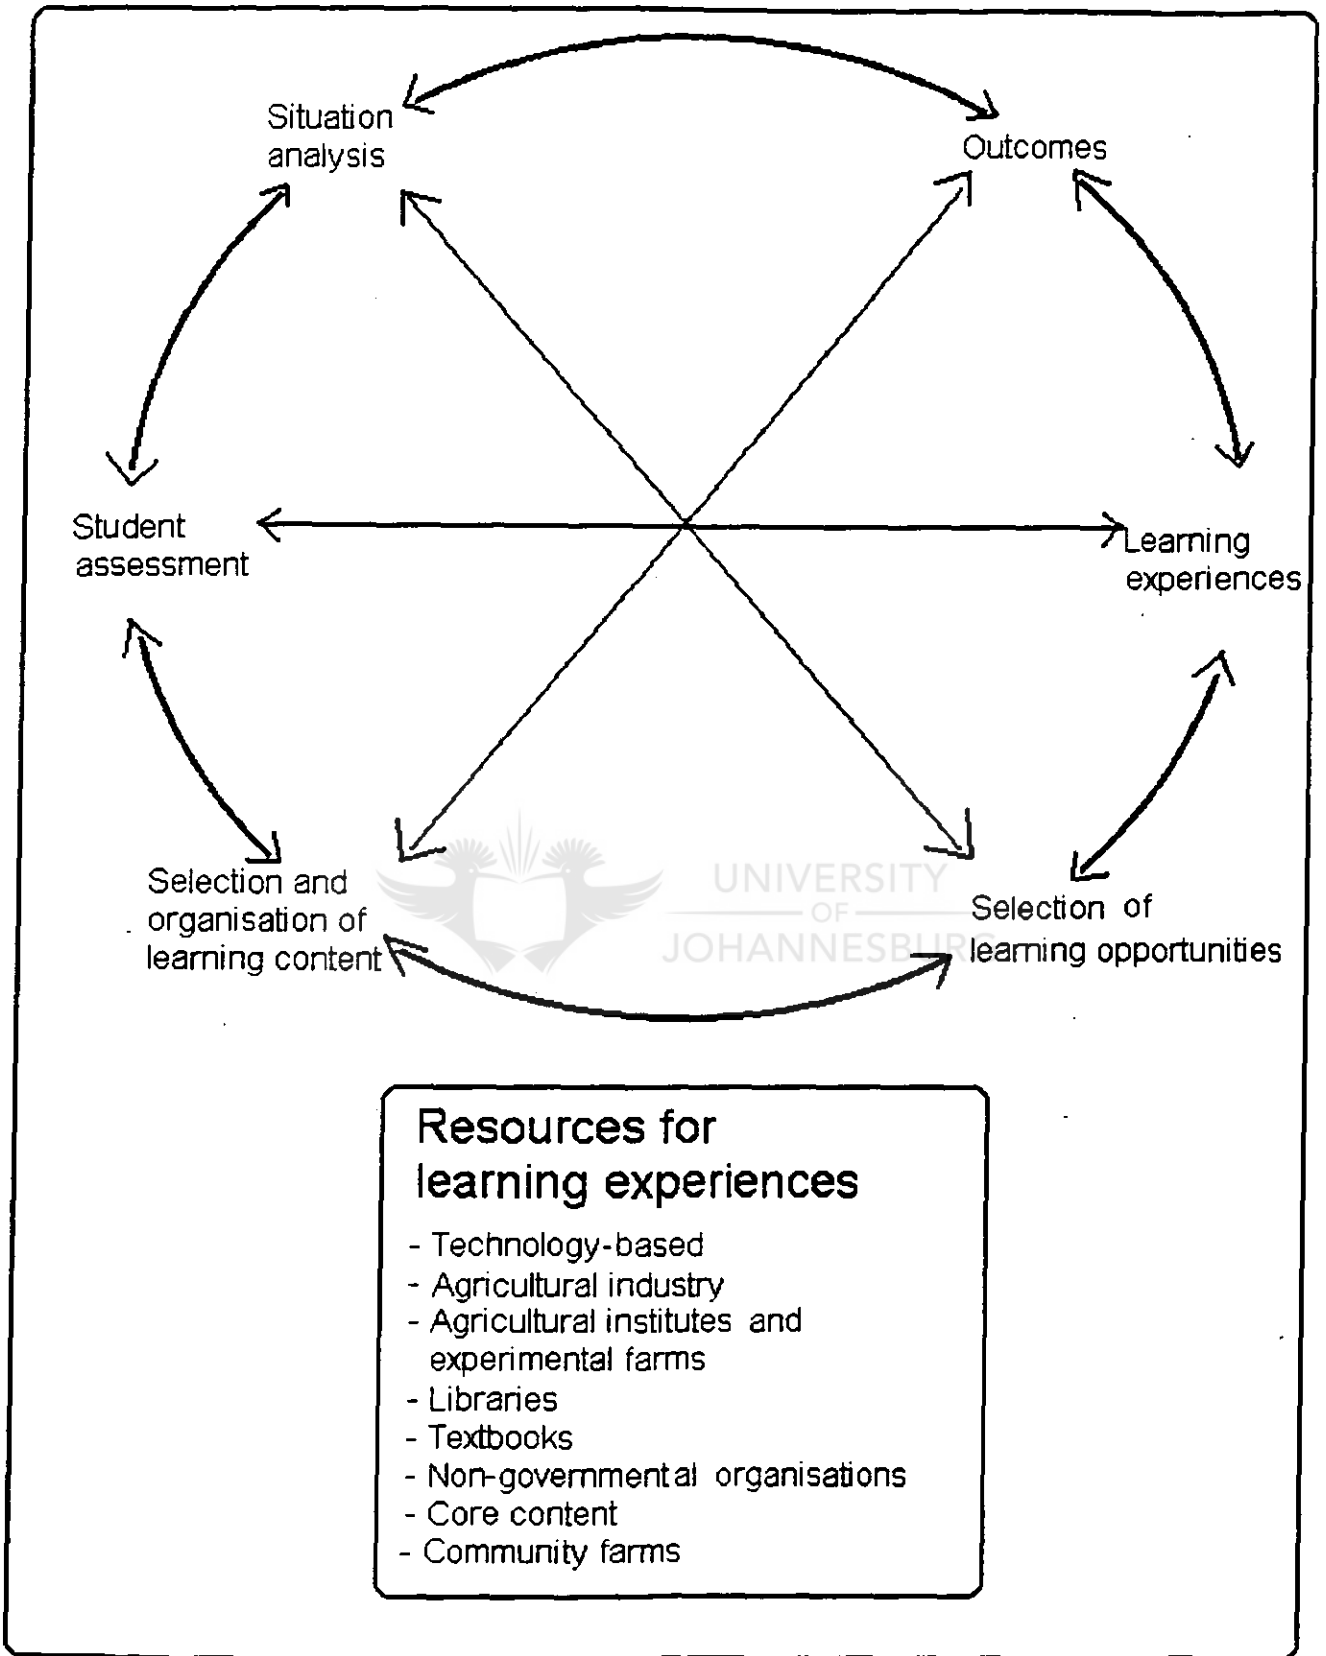 Situation
analysis
Outcomes
Student
assessment
Learning
experiences
Selection and
organisation of
learning content
UNIVERSITY
OF
JOHANNESBURG
Selection of
learning opportunities
Resources for
learning experiences
- Technology-based
- Agricultural industry
- Agricultural institutes and
experimental farms
- Libraries
- Textbooks
- Non-governmental organisations
- Core content
- Community farms